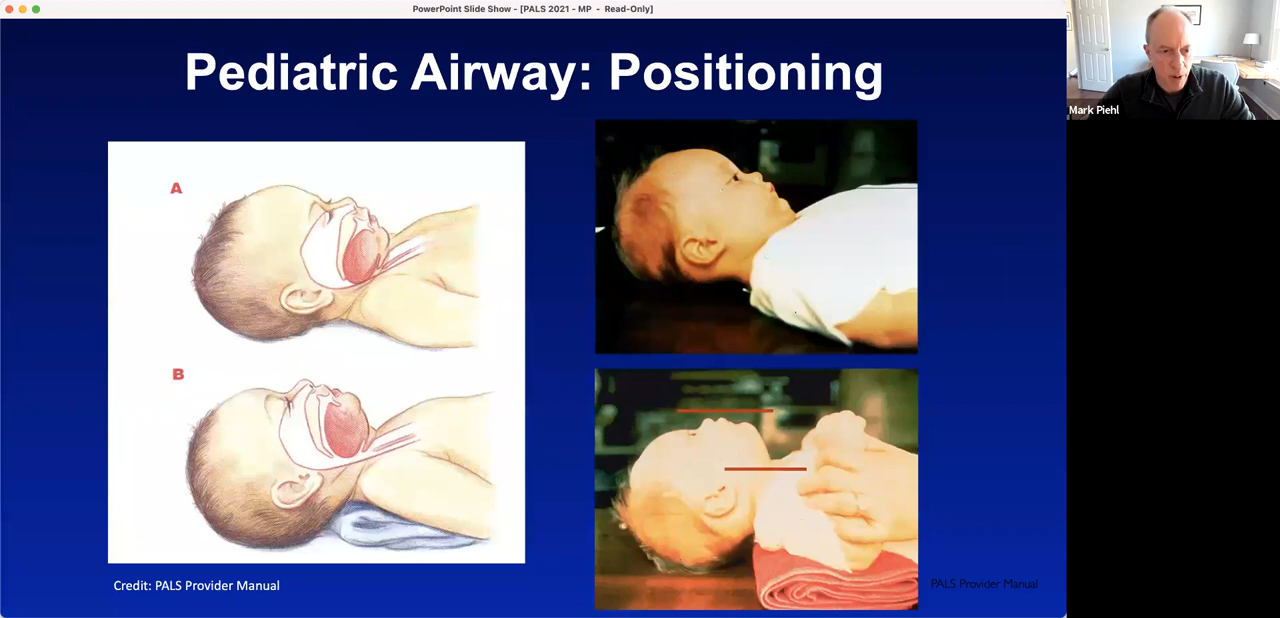 PowerPoint Slide Show - [PALS 2021 - MP - Read-Only]
Pediatric Airway: Positioning
Mark Piehl
A
B
Credit: PALS Provider Manual
PALS Provider Manual